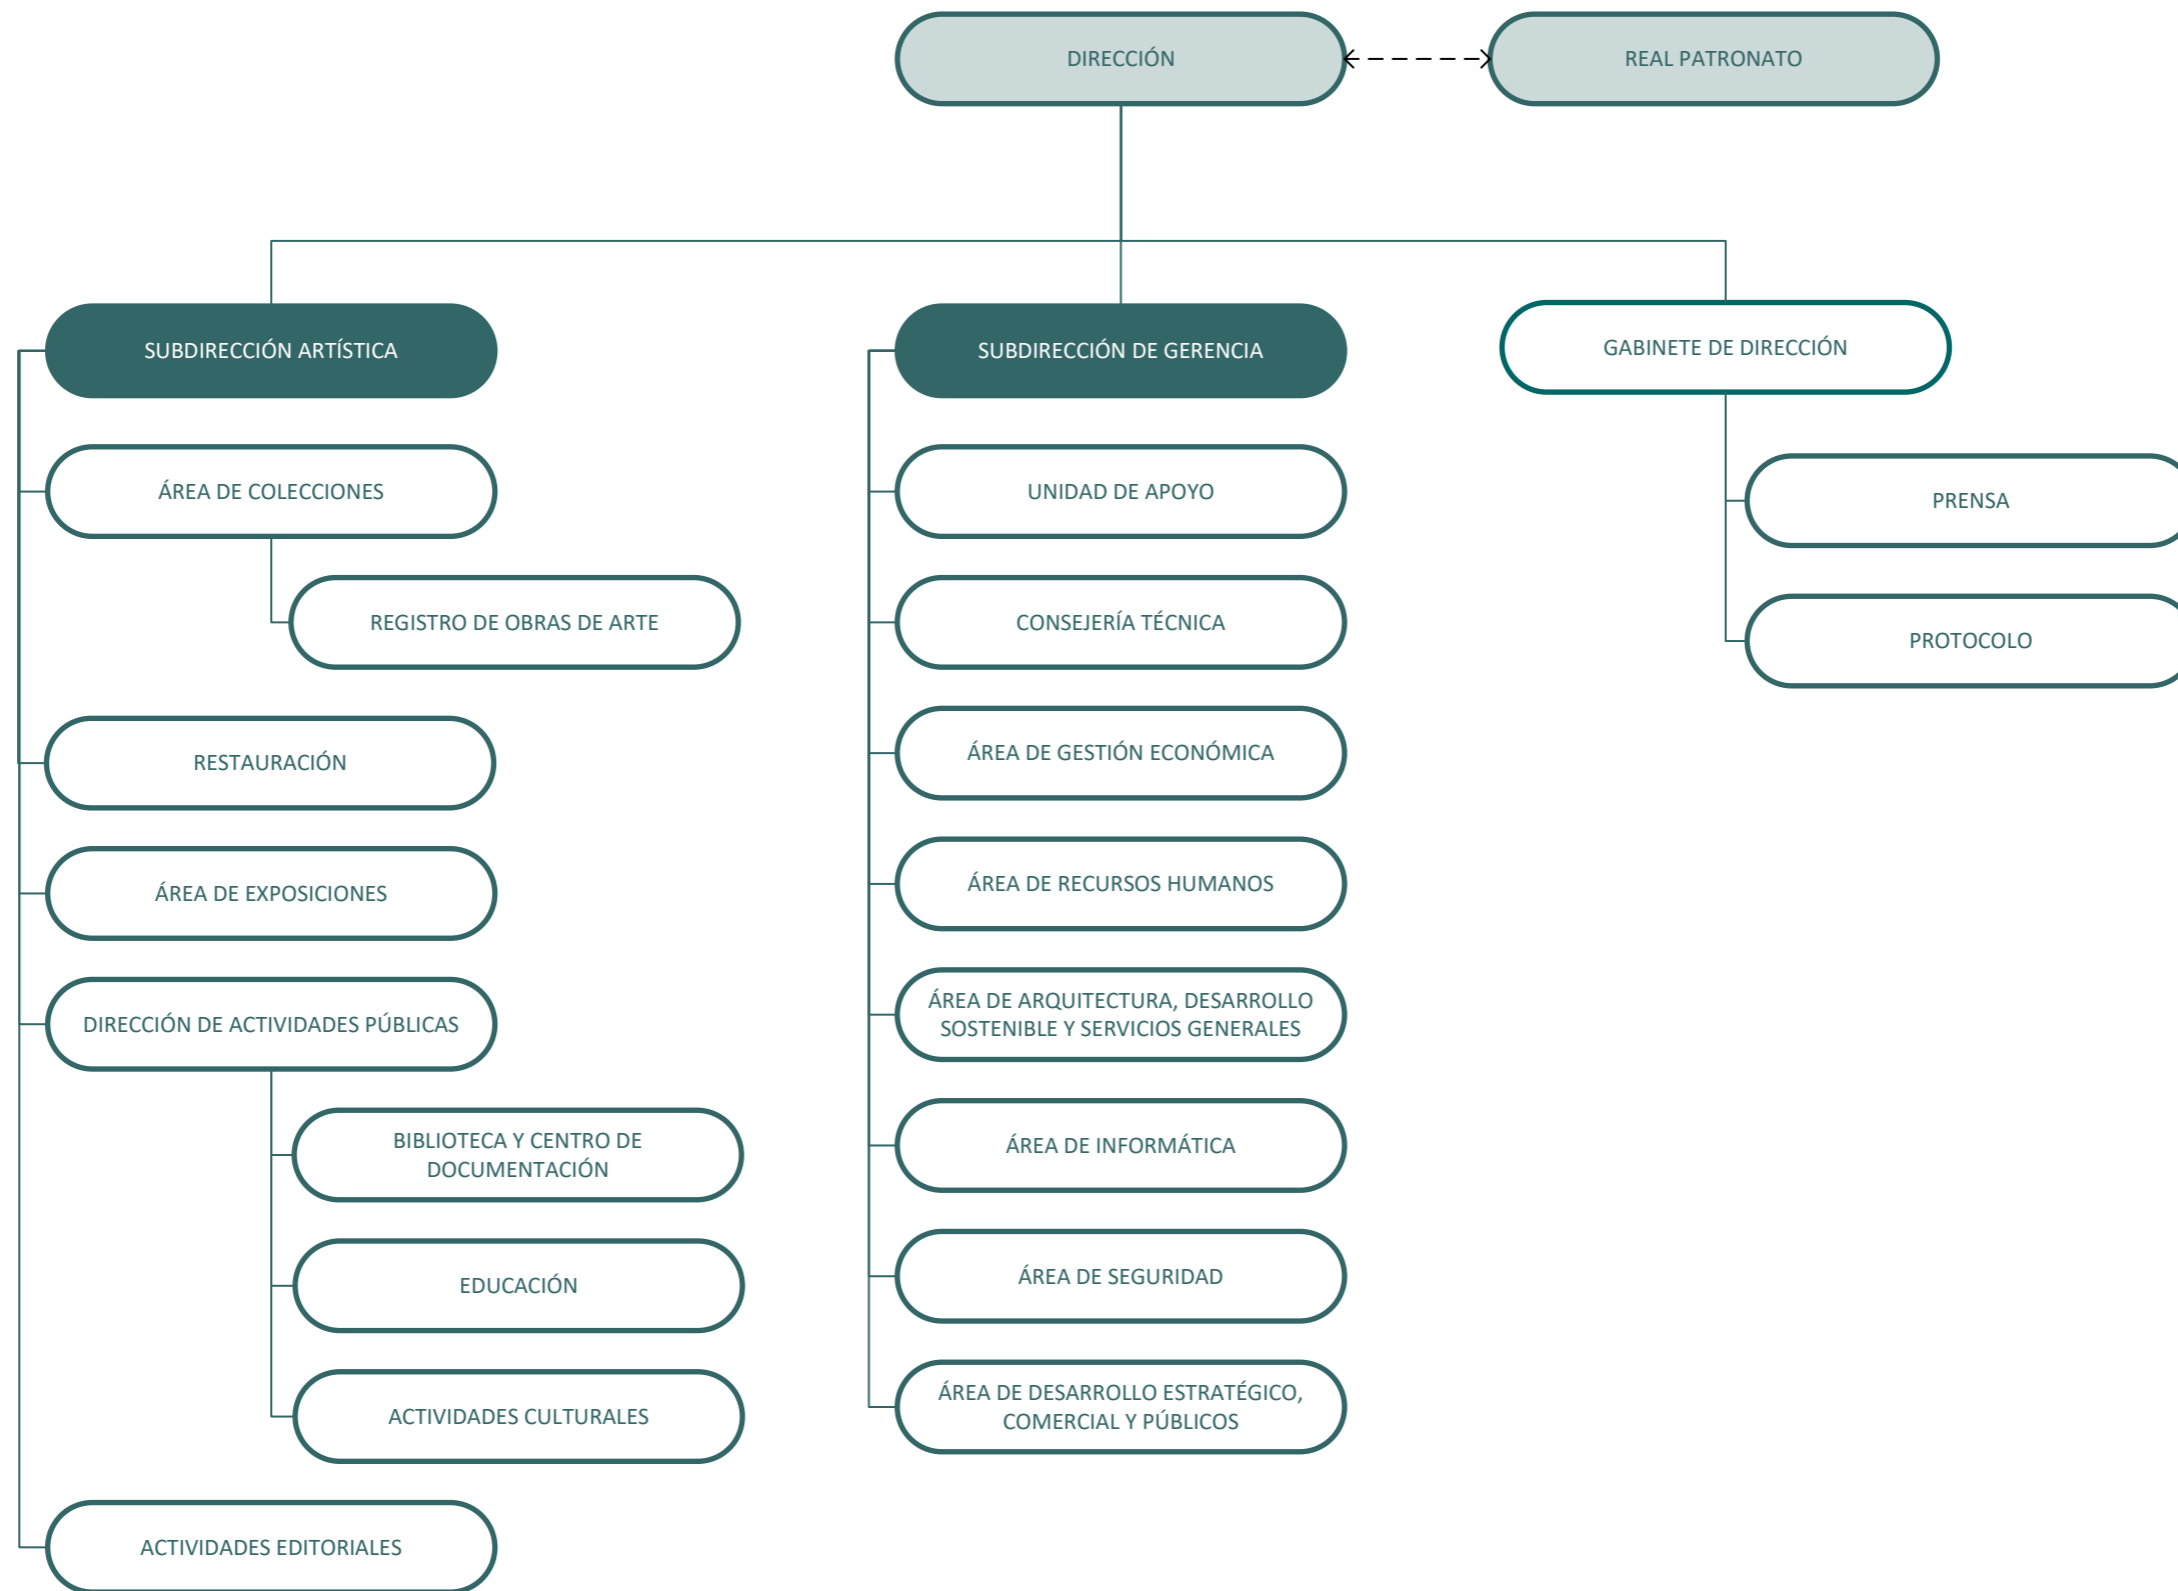 DIRECCIÓN
REAL PATRONATO
SUBDIRECCIÓN ARTÍSTICA
ÁREA DE COLECCIONES
REGISTRO DE OBRAS DE ARTE
RESTAURACIÓN
ÁREA DE EXPOSICIONES
DIRECCIÓN DE ACTIVIDADES PÚBLICAS
BIBLIOTECA Y CENTRO DE
DOCUMENTACIÓN
EDUCACIÓN
ACTIVIDADES CULTURALES
ACTIVIDADES EDITORIALES
SUBDIRECCIÓN DE GERENCIA
UNIDAD DE APOYO
CONSEJERÍA TÉCNICA
ÁREA DE GESTIÓN ECONÓMICA
ÁREA DE RECURSOS HUMANOS
ÁREA DE ARQUITECTURA, DESARROLLO
SOSTENIBLE Y SERVICIOS GENERALES
ÁREA DE INFORMÁTICA
ÁREA DE SEGURIDAD
ÁREA DE DESARROLLO ESTRATÉGICO,
COMERCIAL Y PÚBLICOS
GABINETE DE DIRECCIÓN
PRENSA
PROTOCOLO